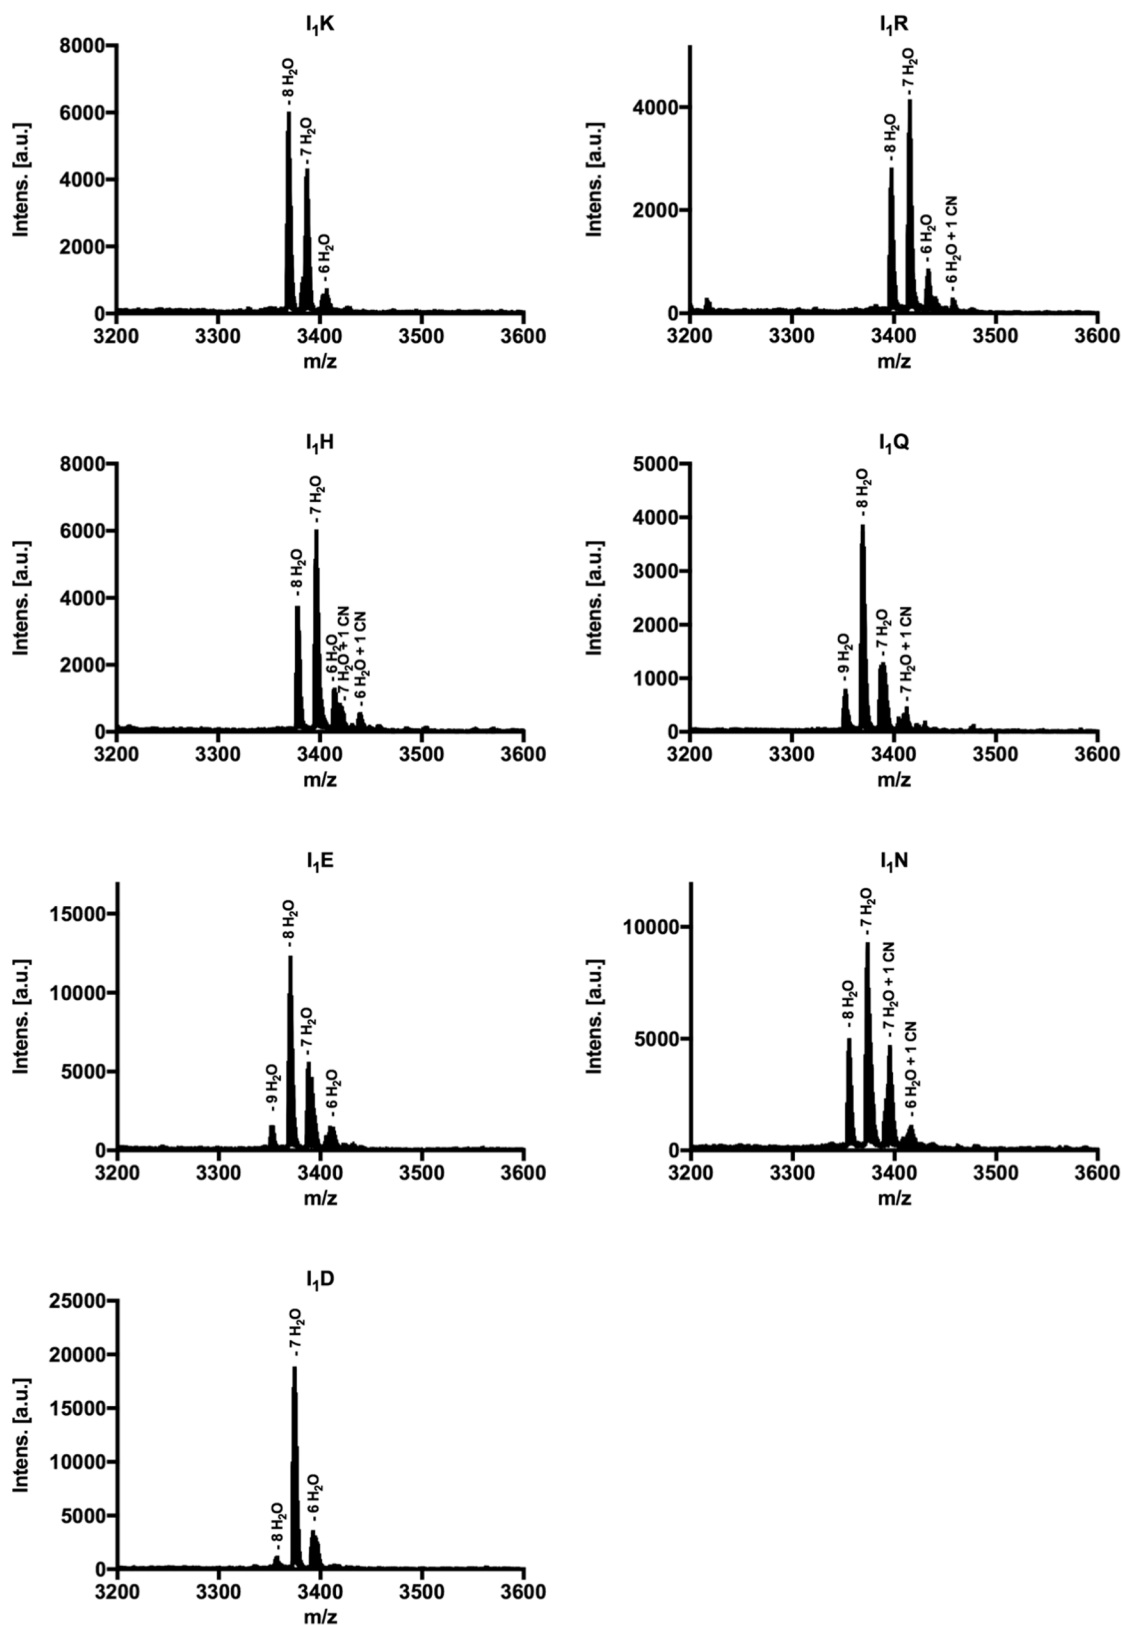 I₁K
8000
6000
4000
2000
0
Intens. [a.u.]
- 8 H₂O
- 7 H₂O
- 6 H₂O
3200 3300 3400 3500 3600
m/z
I₁R
4000
2000
0
Intens. [a.u.]
- 8 H₂O
- 7 H₂O
- 6 H₂O
- 6 H₂O + 1 CN
3200 3300 3400 3500 3600
m/z
I₁H
8000
6000
4000
2000
0
Intens. [a.u.]
- 8 H₂O
- 7 H₂O
- 6 H₂O
- 7 H₂O + 1 CN
- 6 H₂O + 1 CN
3200 3300 3400 3500 3600
m/z
I₁Q
5000
4000
3000
2000
1000
0
Intens. [a.u.]
- 9 H₂O
- 8 H₂O
- 7 H₂O
- 7 H₂O + 1 CN
3200 3300 3400 3500 3600
m/z
I₁E
15000
10000
5000
0
Intens. [a.u.]
- 9 H₂O
- 8 H₂O
- 7 H₂O
- 6 H₂O
3200 3300 3400 3500 3600
m/z
I₁N
10000
5000
0
Intens. [a.u.]
- 8 H₂O
- 7 H₂O
- 7 H₂O + 1 CN
- 6 H₂O + 1 CN
3200 3300 3400 3500 3600
m/z
I₁D
25000
20000
15000
10000
5000
0
Intens. [a.u.]
- 8 H₂O
- 7 H₂O
- 6 H₂O
3200 3300 3400 3500 3600
m/z